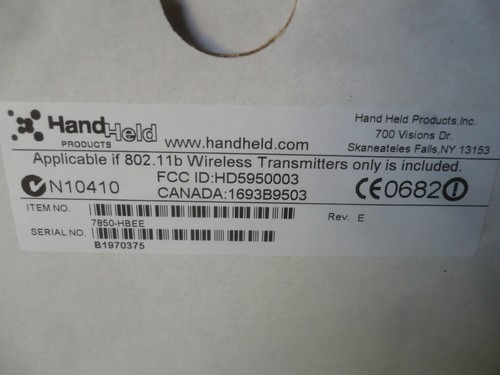 HandHeld
PRODUCTS
www.handheld.com
Hand Held Products,Inc.
700 Visions Dr.
Skaneateles Falls,NY 13153
Applicable if 802.11b Wireless Transmitters only is included.
N10410
FCC ID:HD5950003
CANADA:1693B9503
CE0682
ITEM NO.
7850-HBEE
Rev. E
SERIAL NO.
B1970375